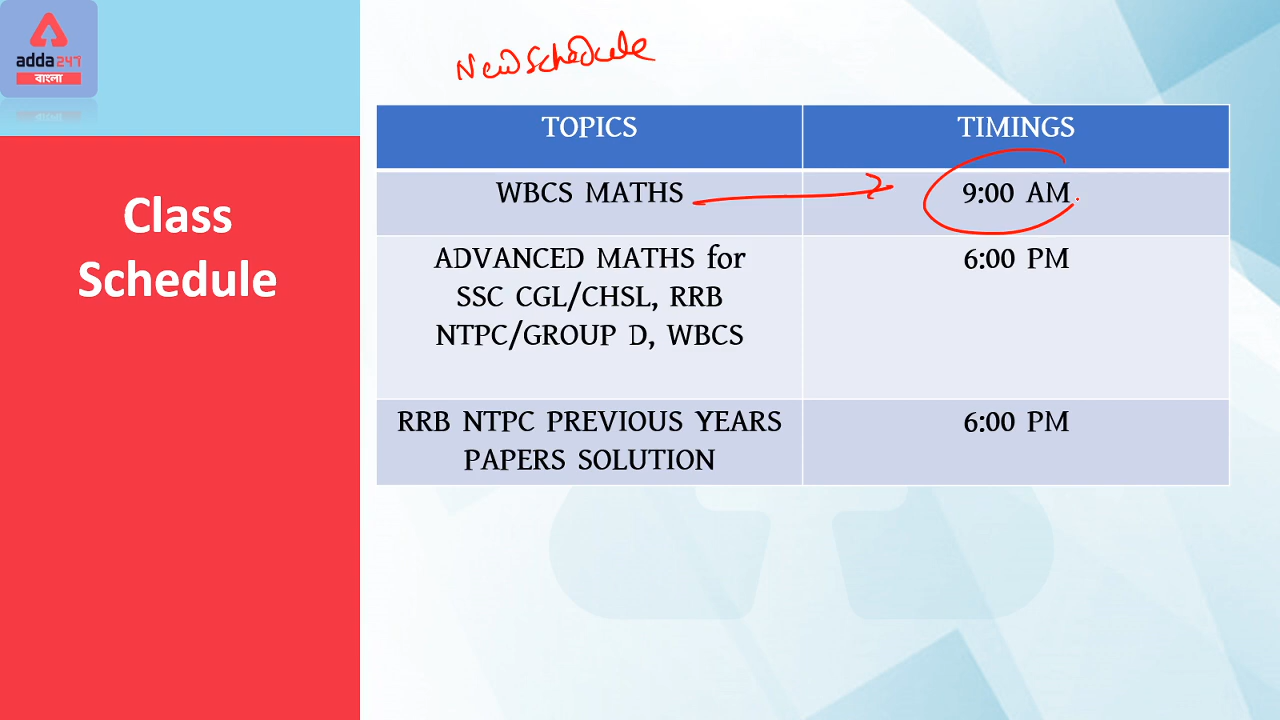 adda247
বাংলা
New Schedule
Class
Schedule
TOPICS TIMINGS
WBCS MATHS 9:00 AM
ADVANCED MATHS for 6:00 PM
SSC CGL/CHSL, RRB
NTPC/GROUP D, WBCS
RRB NTPC PREVIOUS YEARS 6:00 PM
PAPERS SOLUTION